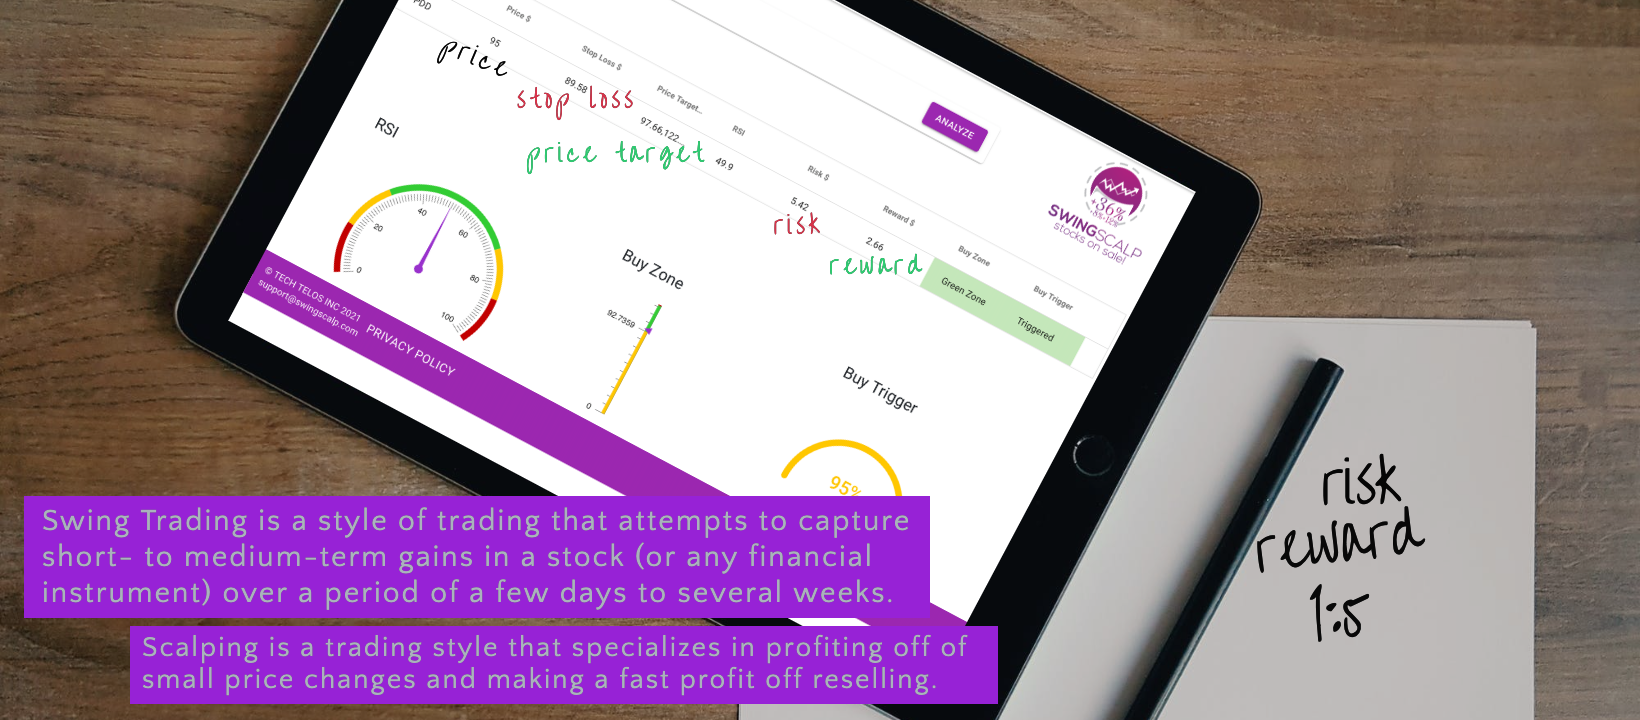 PDD
Price $
95
price
Stop Loss $
89.58
stop loss
Price Target...
97.66,122...
price target
RSI
49.9
Risk $
5.42
risk
Reward $
2.66
reward
Buy Zone
Green Zone
Buy Trigger
Triggered
ANALYZE
+36%
SWINGSCALP
stocks on sale!
RSI
0
20
40
60
80
100
Buy Zone
92.7359
0
Buy Trigger
95%
© TECH TELOS INC 2021
support@swingscalp.com
PRIVACY POLICY
Swing Trading is a style of trading that attempts to capture
short- to medium-term gains in a stock (or any financial
instrument) over a period of a few days to several weeks.
Scalping is a trading style that specializes in profiting off of
small price changes and making a fast profit off reselling.
risk
reward
1:5